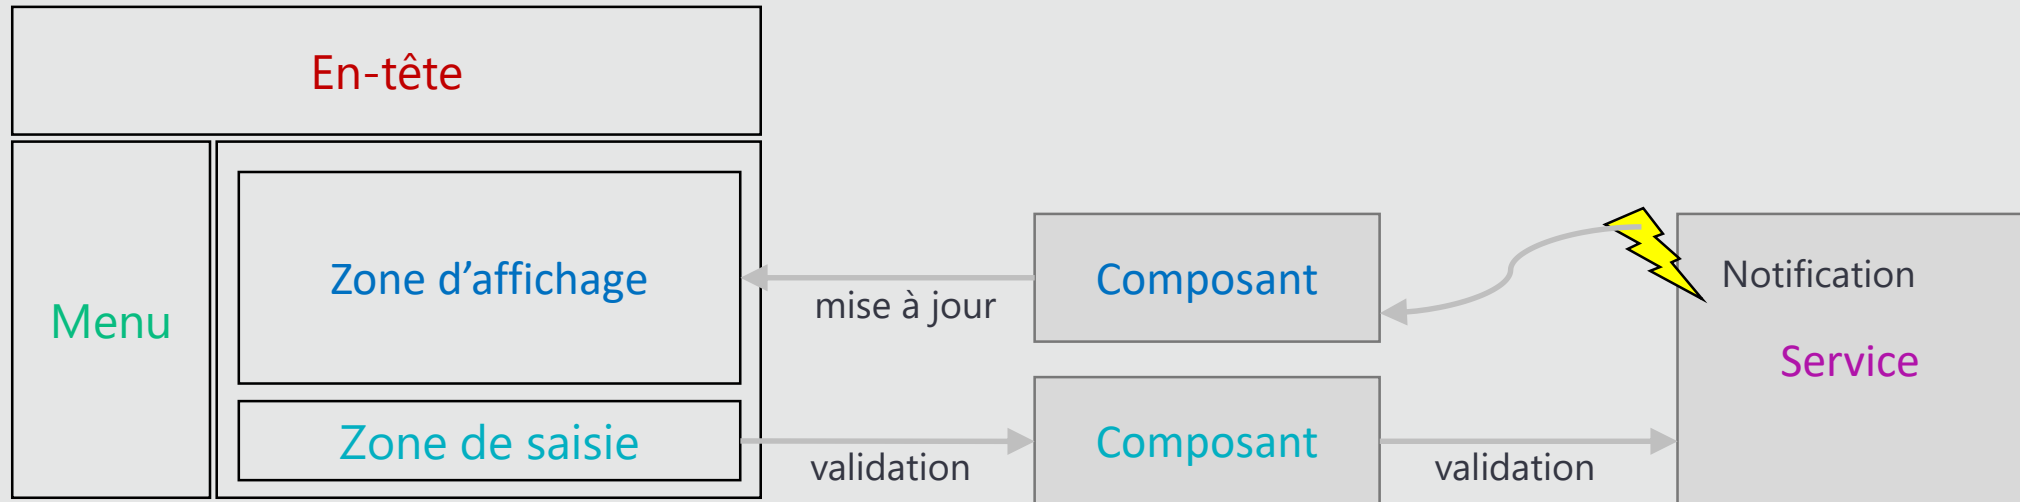 En-tête
Menu
Zone d’affichage
mise à jour
Composant
Notification
Service
Zone de saisie
validation
Composant
validation